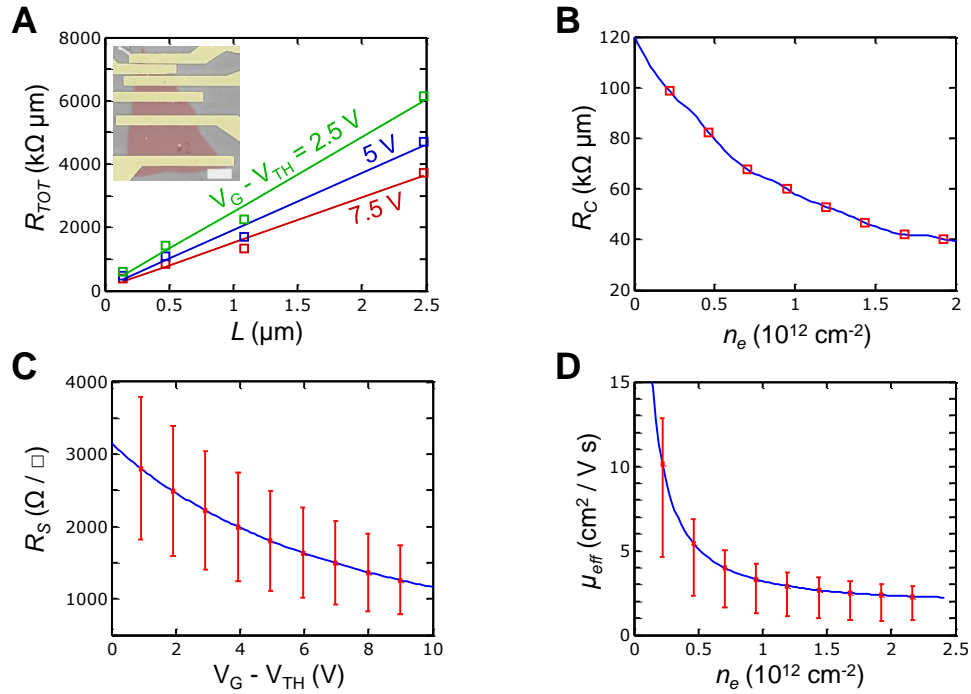 A
8000
6000
4000
2000
0
R_TOT (kΩ µm)
V_G - V_TH = 2.5 V
5 V
7.5 V
0 0.5 1 1.5 2 2.5
L (µm)
B
120
100
80
60
40
20
R_C (kΩ µm)
0 0.5 1 1.5 2
n_e (10^12 cm^-2)
C
4000
3000
2000
1000
R_S (Ω / □)
0 2 4 6 8 10
V_G - V_TH (V)
D
15
10
5
0
µ_eff (cm^2 / V s)
0 0.5 1 1.5 2 2.5
n_e (10^12 cm^-2)